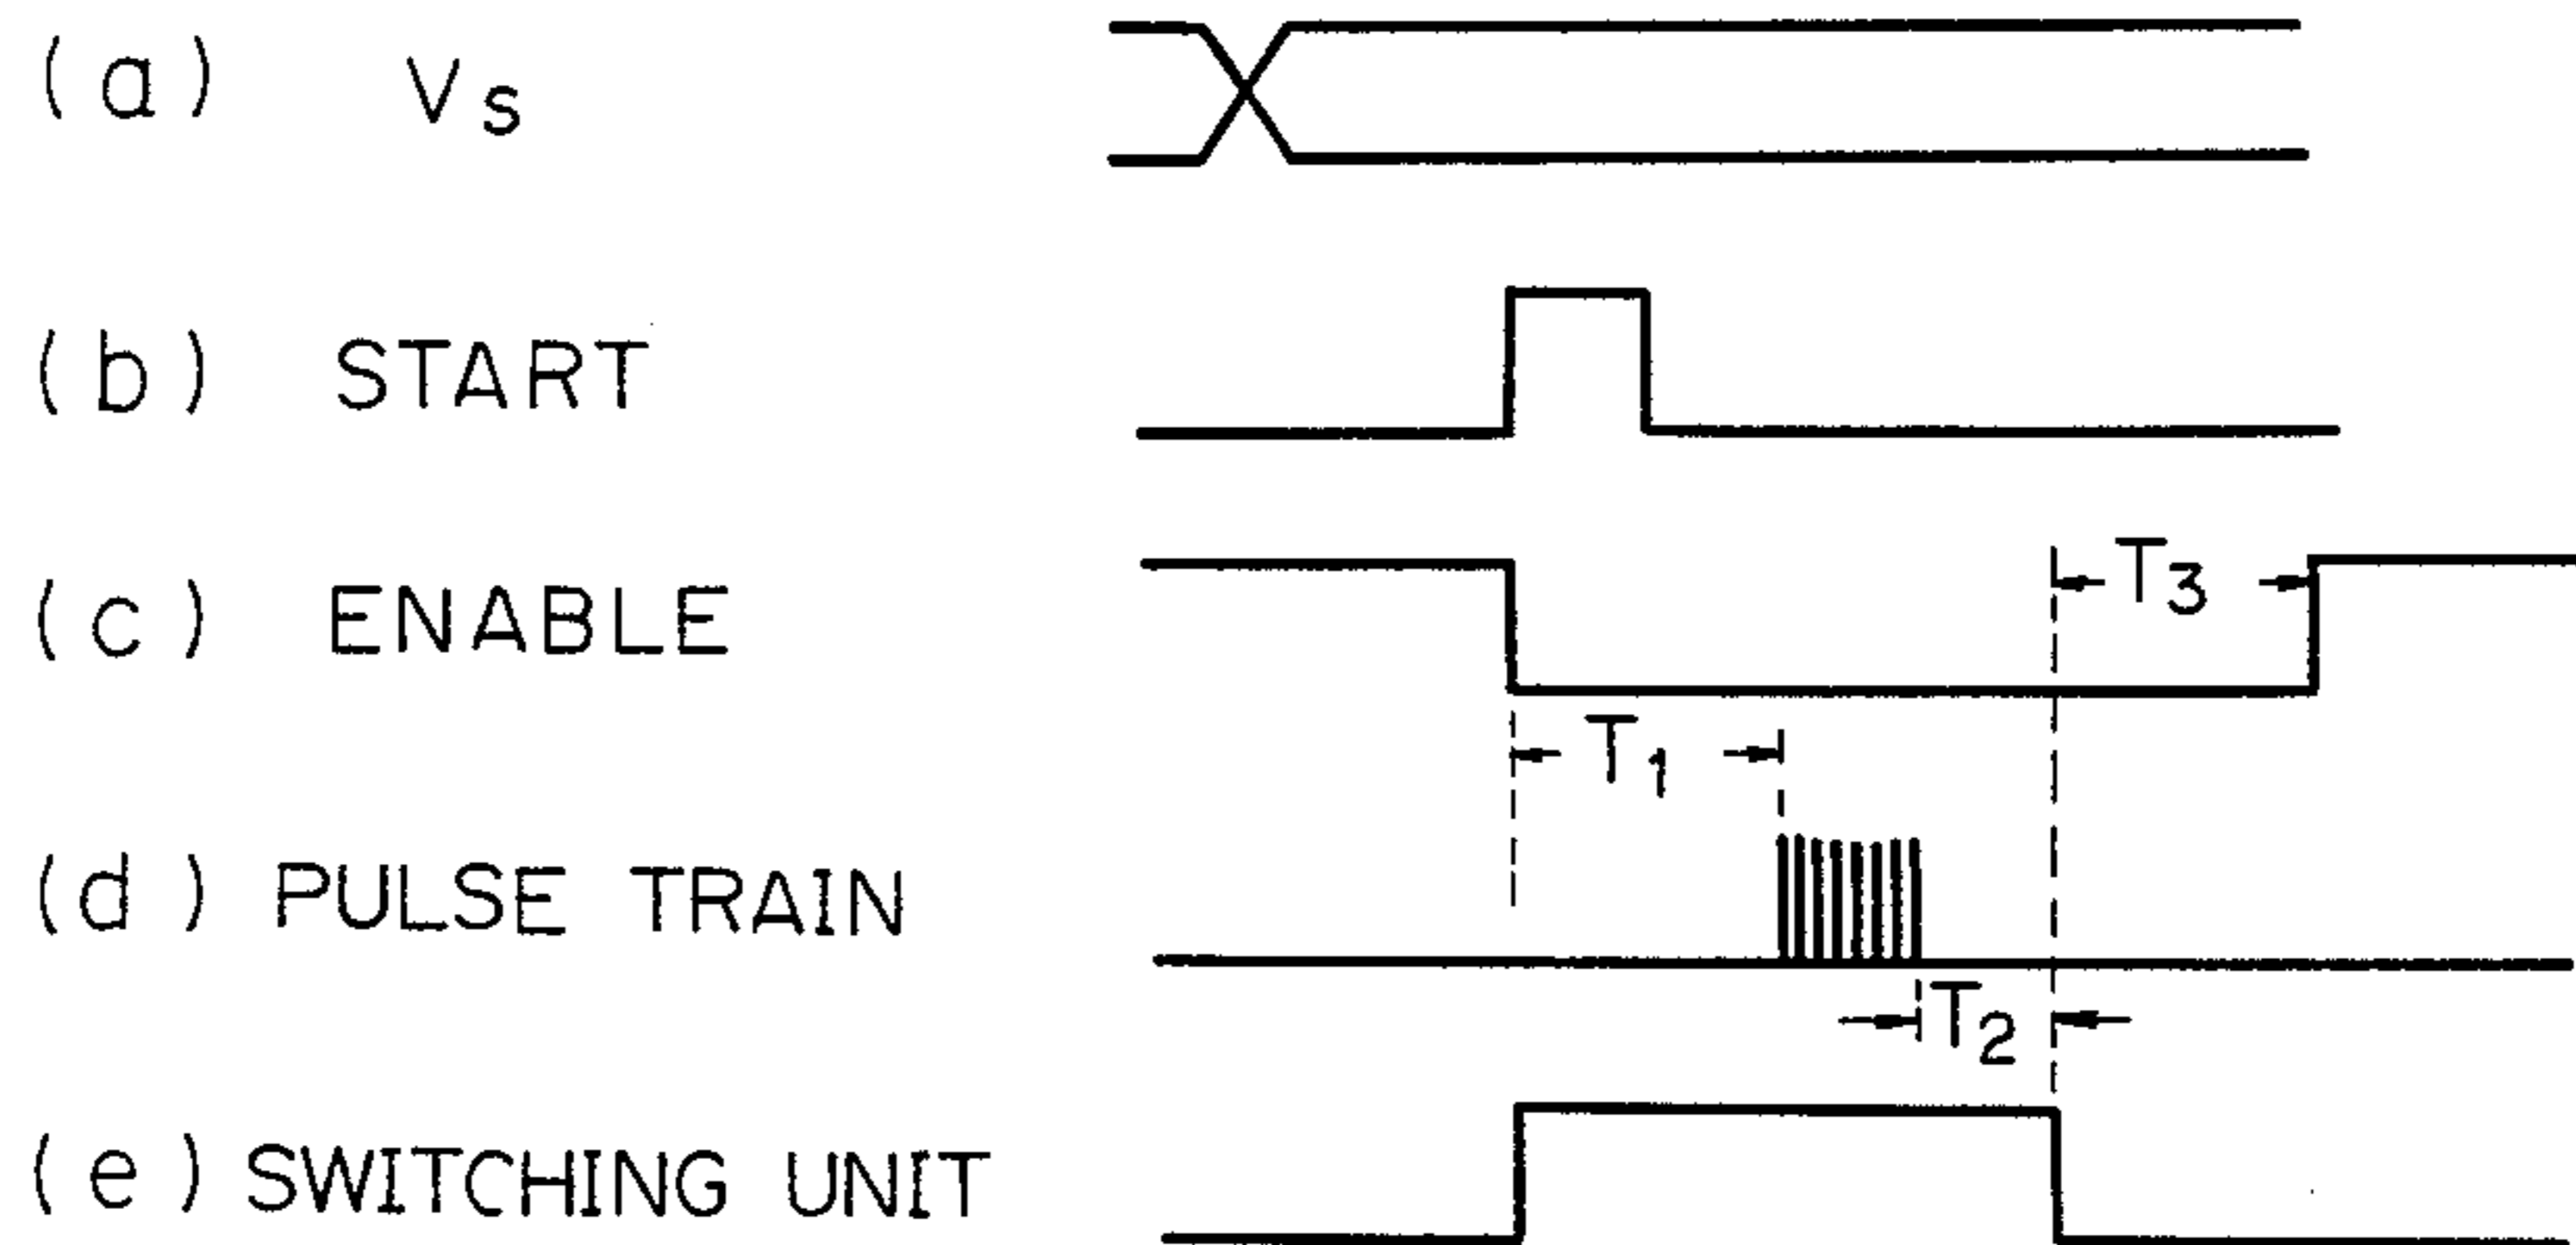 (a) Vs
(b) START
(c) ENABLE
T3
T1
(d) PULSE TRAIN
T2
(e) SWITCHING UNIT